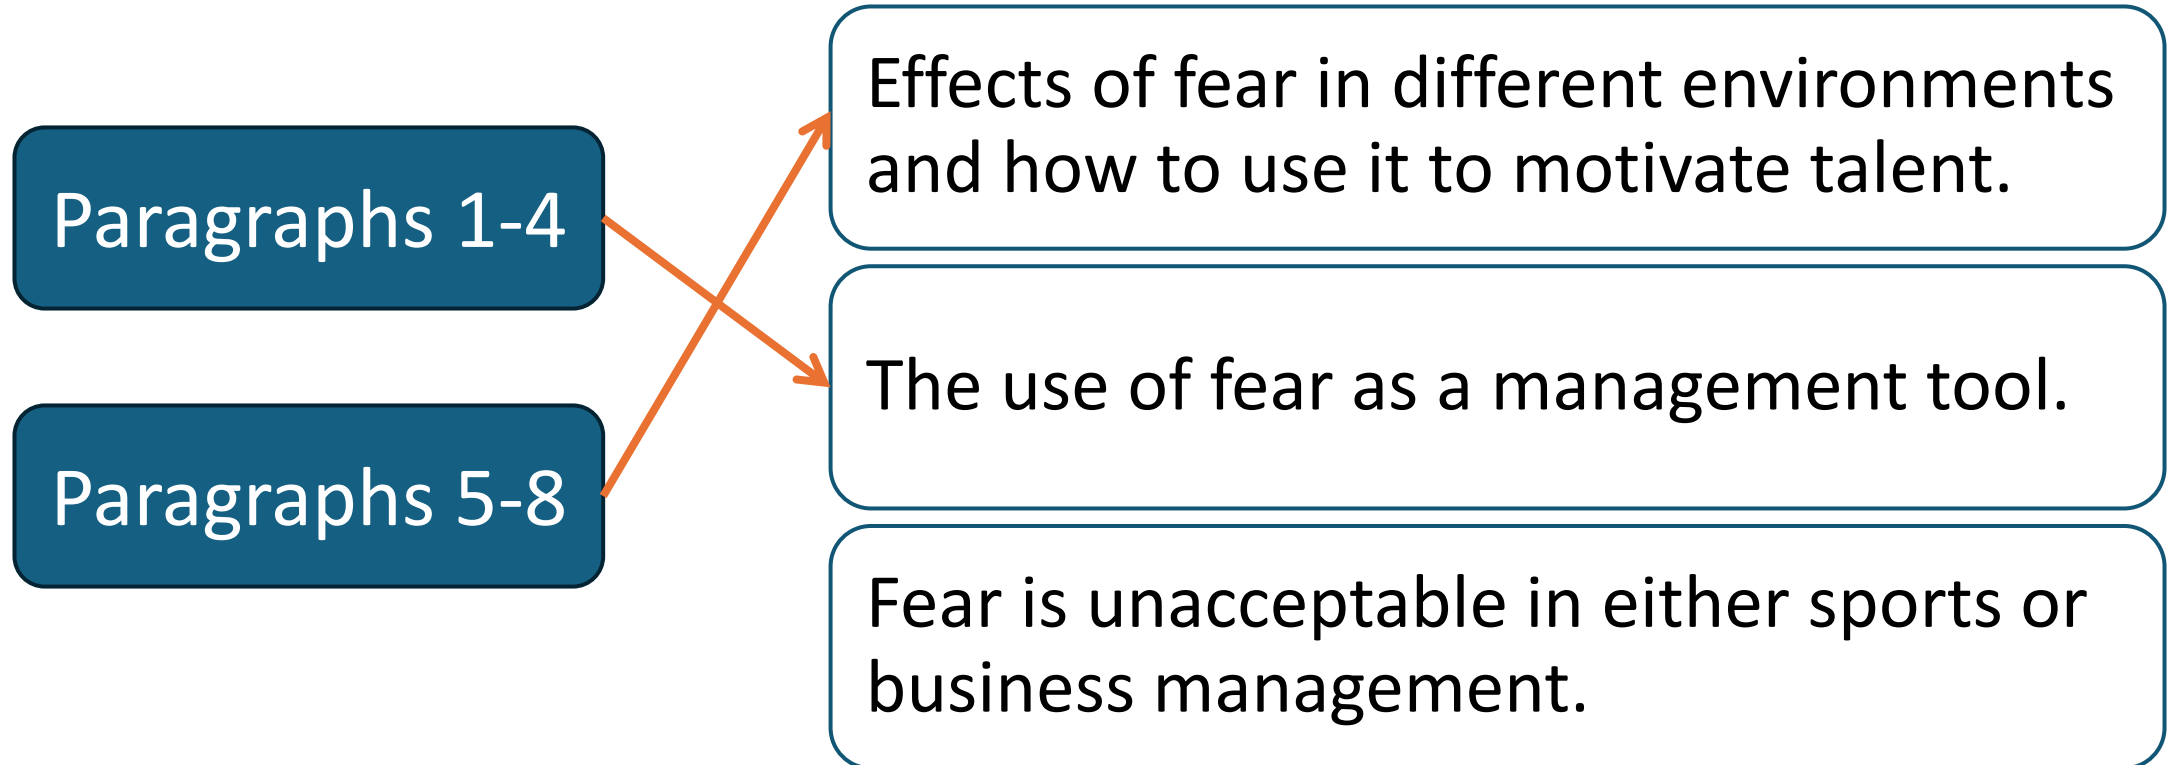 Paragraphs 1-4
Paragraphs 5-8
Effects of fear in different environments
and how to use it to motivate talent.
The use of fear as a management tool.
Fear is unacceptable in either sports or
business management.